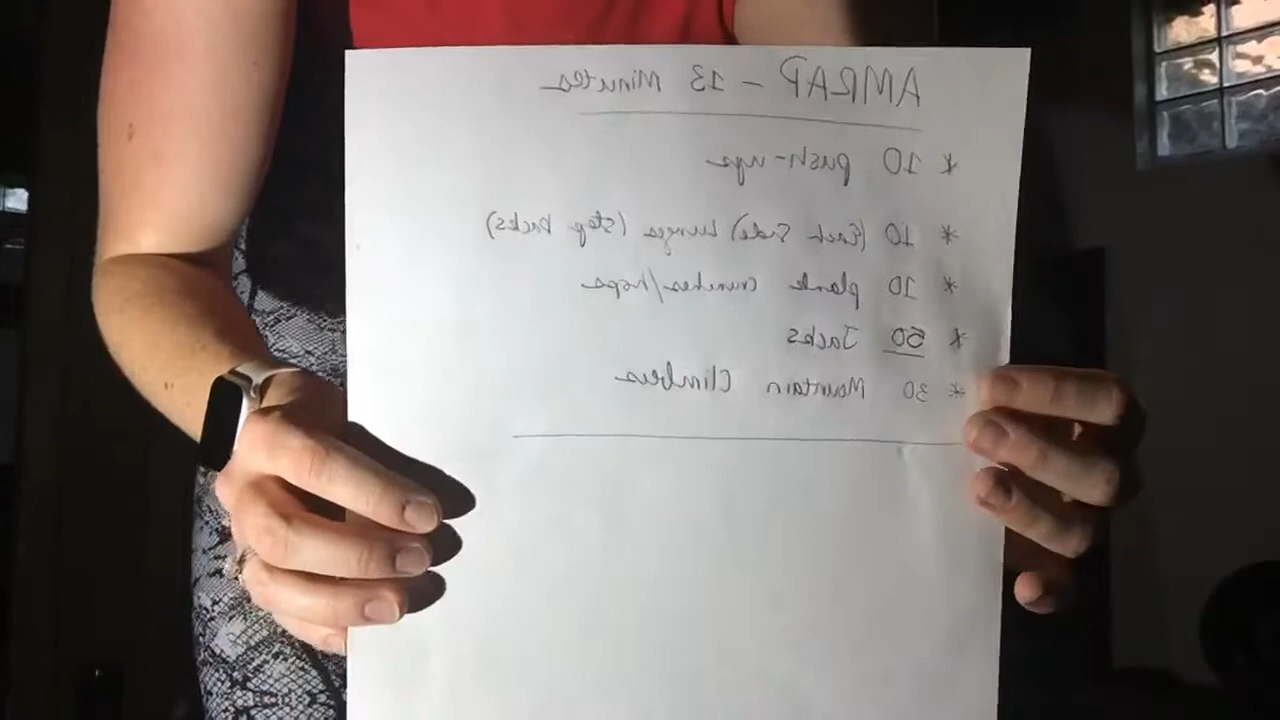 AMRAP - 13 Minutes
* 10 push-ups
* 10 (Each Side) Lunges (step backs)
* 10 plank crunches/hops
* 50 Jacks
* 30 Mountain Climbers